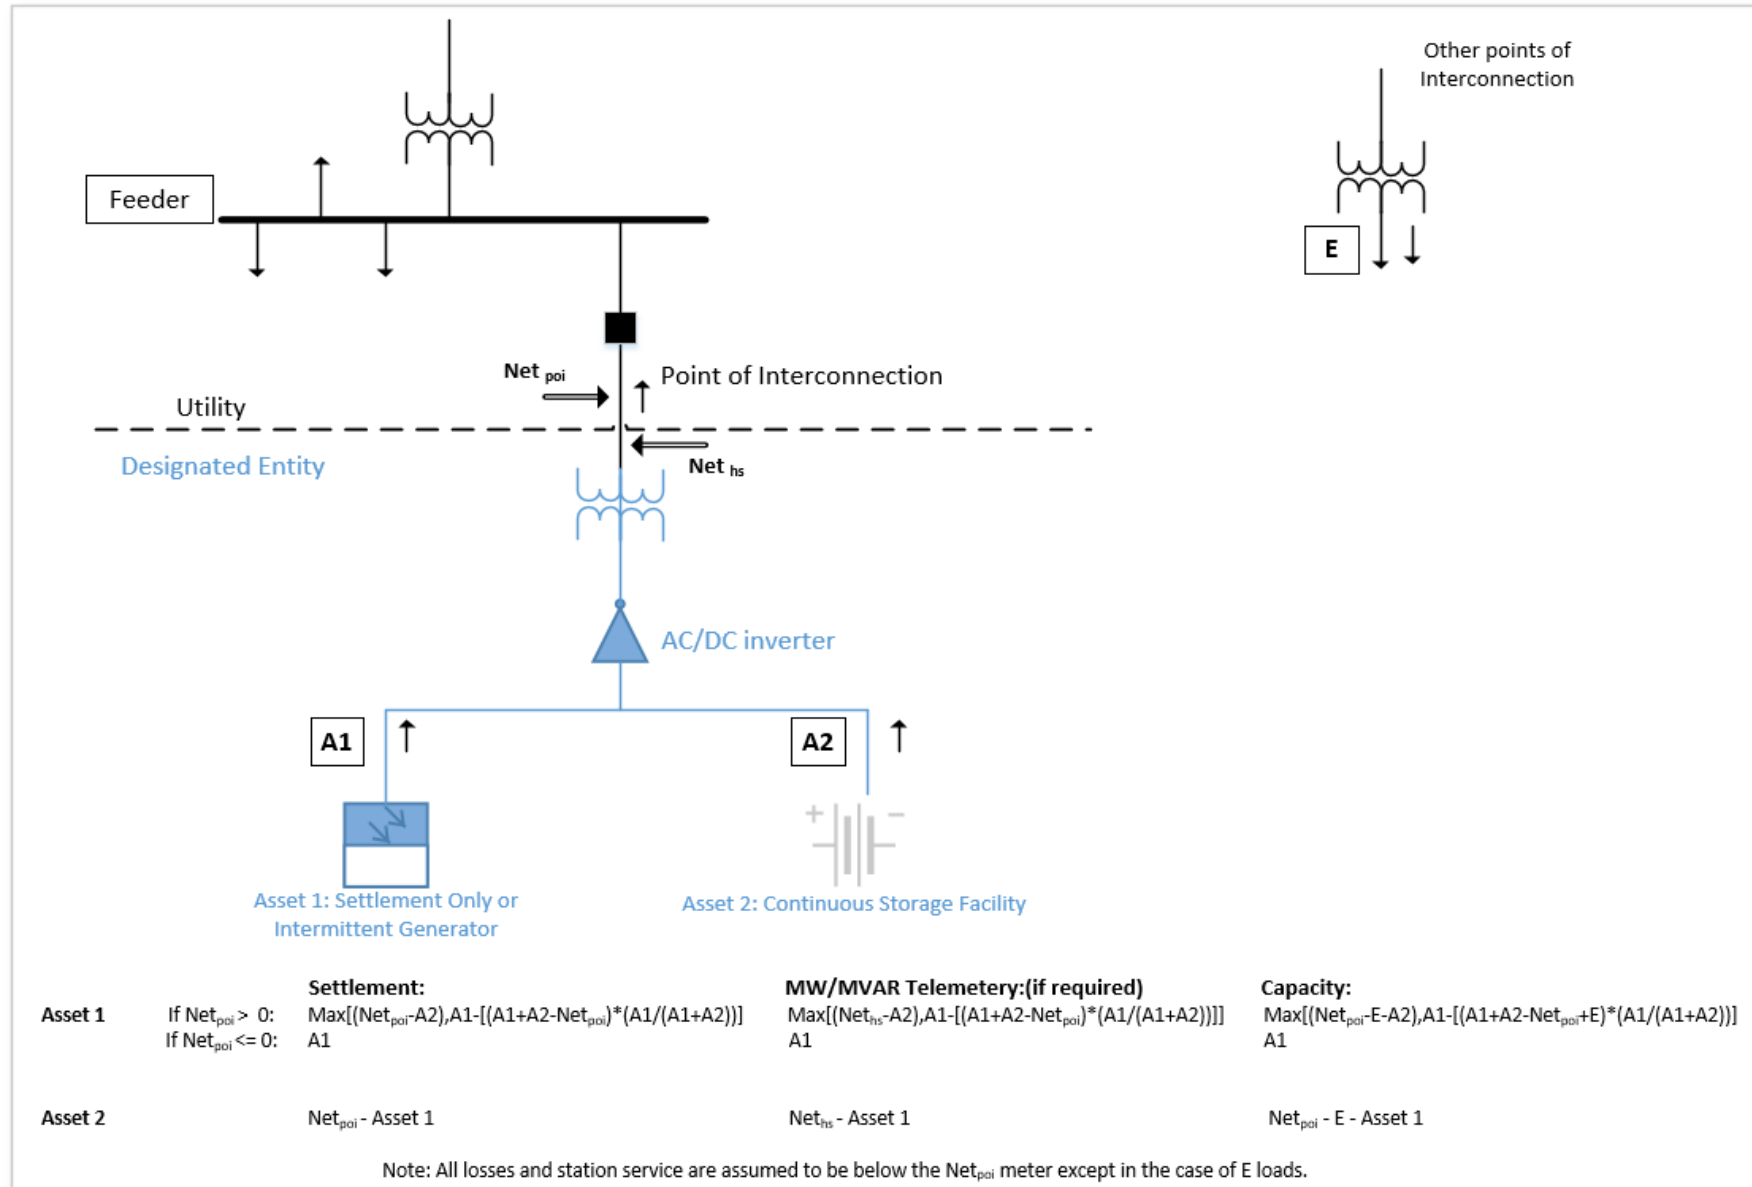 Other points of
Interconnection
Feeder
E
Net poi
Point of Interconnection
Utility
Designated Entity
Net hs
AC/DC inverter
A1
A2
+ −
Asset 1: Settlement Only or
Intermittent Generator
Asset 2: Continuous Storage Facility
Settlement: MW/MVAR Telemetery:(if required) Capacity:
Asset 1 If Netpoi > 0: Max[(Netpoi-A2),A1-[(A1+A2-Netpoi)*(A1/(A1+A2))] Max[(Neths-A2),A1-[(A1+A2-Netpoi)*(A1/(A1+A2))]] Max[(Netpoi-E-A2),A1-[(A1+A2-Netpoi+E)*(A1/(A1+A2))]
If Netpoi <= 0: A1 A1 A1
Asset 2 Netpoi - Asset 1 Neths - Asset 1 Netpoi - E - Asset 1
Note: All losses and station service are assumed to be below the Netpoi meter except in the case of E loads.